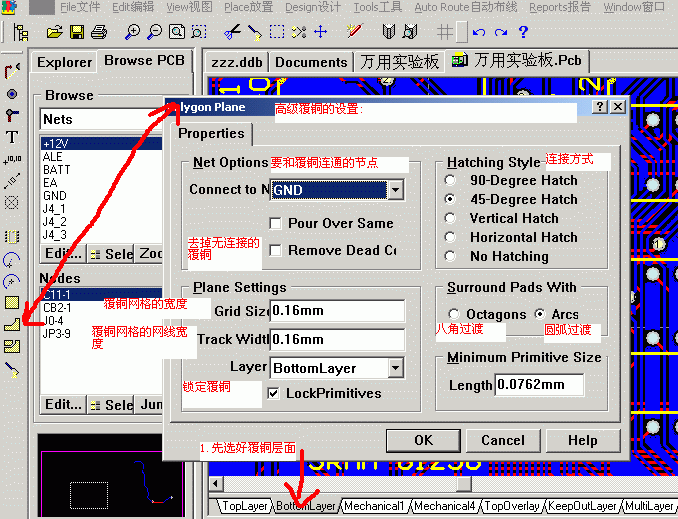 File文件 Edit编辑 View视图 Place放置 Design设计 Tools工具 Auto Route自动布线 Reports报告 Window窗口
Explorer Browse PCB
zzz.ddb Documents 万用实验板 万用实验板.Pcb
Browse
Nets
+12V
ALE
BATT
EA
GND
J4_1
J4_2
J4_3
Edit... Sele Zoo
Nodes
C11-1
CB2-1
J0-4
JP3-9
Edit... Sele Jun
T
+10,10
lygon Plane
高级覆铜的设置:
Properties
Net Options
要和覆铜连通的节点
Connect to N GND
Pour Over Same
去掉无连接的
覆铜
Remove Dead Co
Hatching Style
连接方式
90-Degree Hatch
45-Degree Hatch
Vertical Hatch
Horizontal Hatch
No Hatching
Plane Settings
覆铜网格的宽度
Grid Size 0.16mm
覆铜网格的网线宽
度
Track Width 0.16mm
Layer BottomLayer
锁定覆铜
LockPrimitives
Surround Pads With
Octagons Arcs
八角过渡 圆弧过渡
Minimum Primitive Size
Length 0.0762mm
OK Cancel Help
1. 先选好覆铜层面
TopLayer BottomLayer Mechanical1 Mechanical4 TopOverlay KeepOutLayer MultiLayer